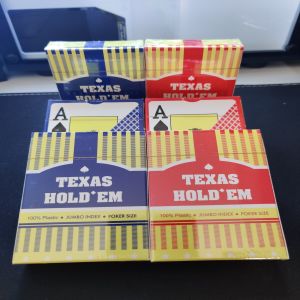 TEXAS
HOLD'EM
TEXAS
HOLD'EM
A
A
TEXAS
HOLD'EM
100% Plastic ● JUMBO INDEX ● POKER SIZE
TEXAS
HOLD'EM
100% Plastic ● JUMBO INDEX ● POKER SIZE